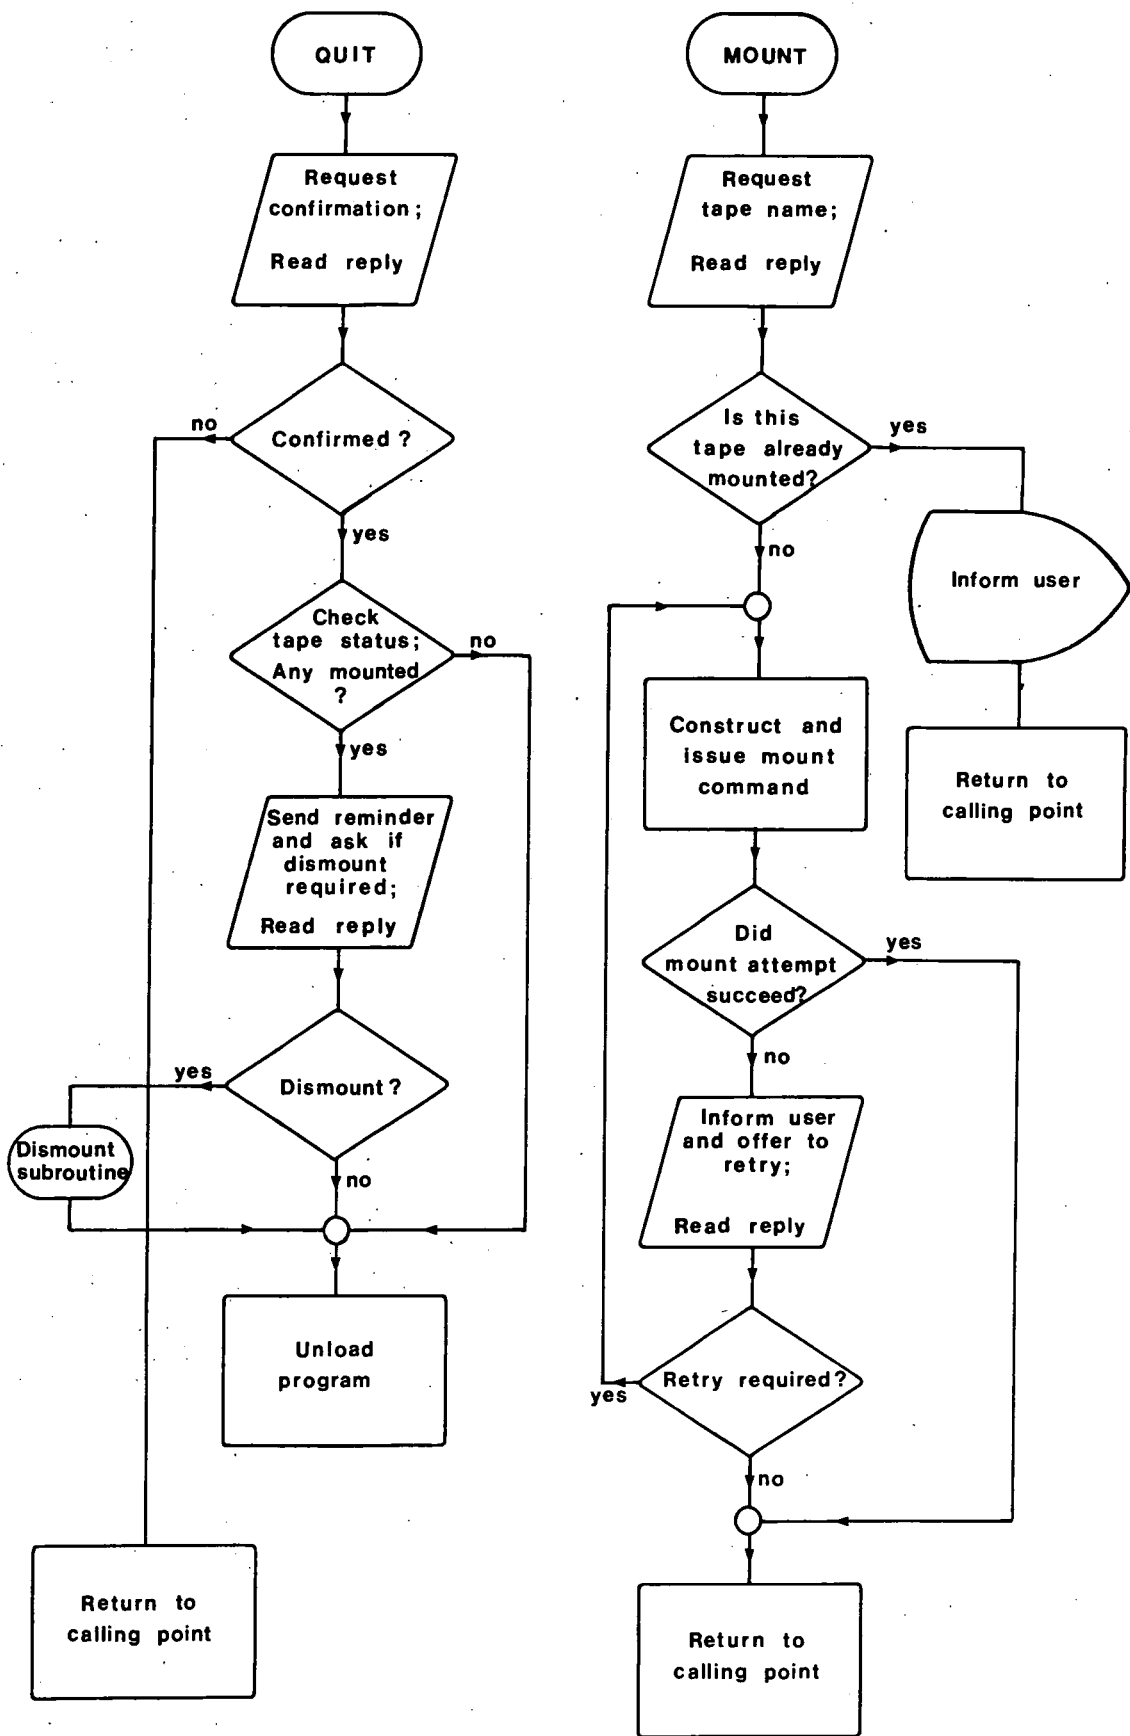 QUIT
Request
confirmation;
Read reply
Confirmed?
no
yes
Check
tape status;
Any mounted
?
no
yes
Send reminder
and ask if
dismount
required;
Read reply
Dismount?
yes
Dismount
subroutine
no
Unload
program
Return to
calling point
MOUNT
Request
tape name;
Read reply
Is this
tape already
mounted?
yes
Inform user
Return to
calling point
no
Construct and
issue mount
command
Did
mount attempt
succeed?
yes
no
Inform user
and offer to
retry;
Read reply
Retry required?
yes
no
Return to
calling point